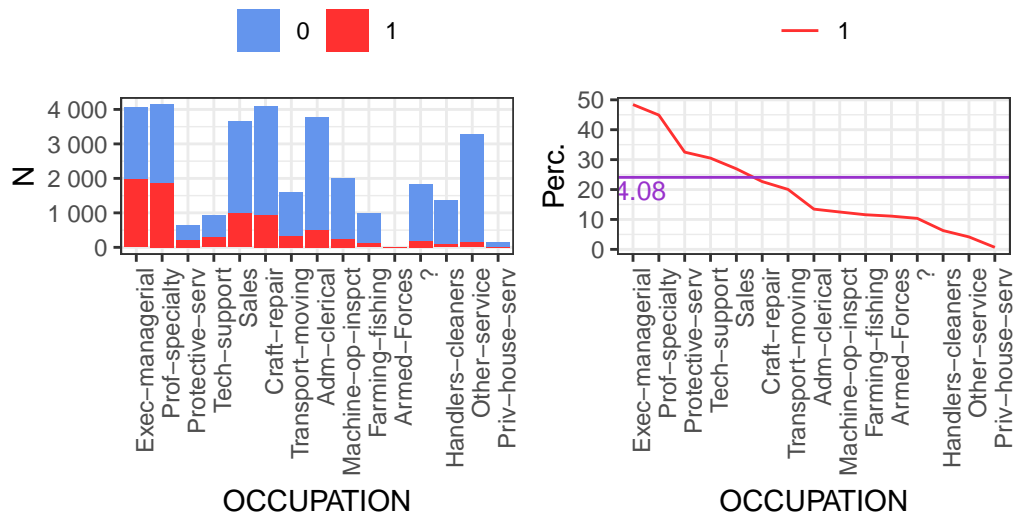 0 1
N
4 000
3 000
2 000
1 000
0
Exec−managerial
Prof−specialty
Protective−serv
Tech−support
Sales
Craft−repair
Transport−moving
Adm−clerical
Machine−op−inspct
Farming−fishing
Armed−Forces
?
Handlers−cleaners
Other−service
Priv−house−serv
OCCUPATION
1
Perc.
50
40
30
20
10
0
4.08
Exec−managerial
Prof−specialty
Protective−serv
Tech−support
Sales
Craft−repair
Transport−moving
Adm−clerical
Machine−op−inspct
Farming−fishing
Armed−Forces
?
Handlers−cleaners
Other−service
Priv−house−serv
OCCUPATION